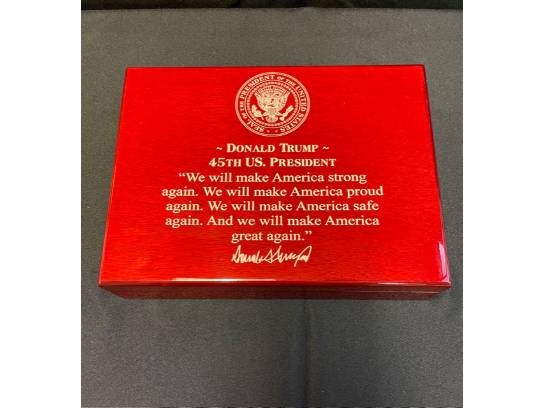 SEAL OF THE PRESIDENT OF THE UNITED STATES
~ DONALD TRUMP ~
45TH US. PRESIDENT
“We will make America strong
again. We will make America proud
again. We will make America safe
again. And we will make America
great again.”